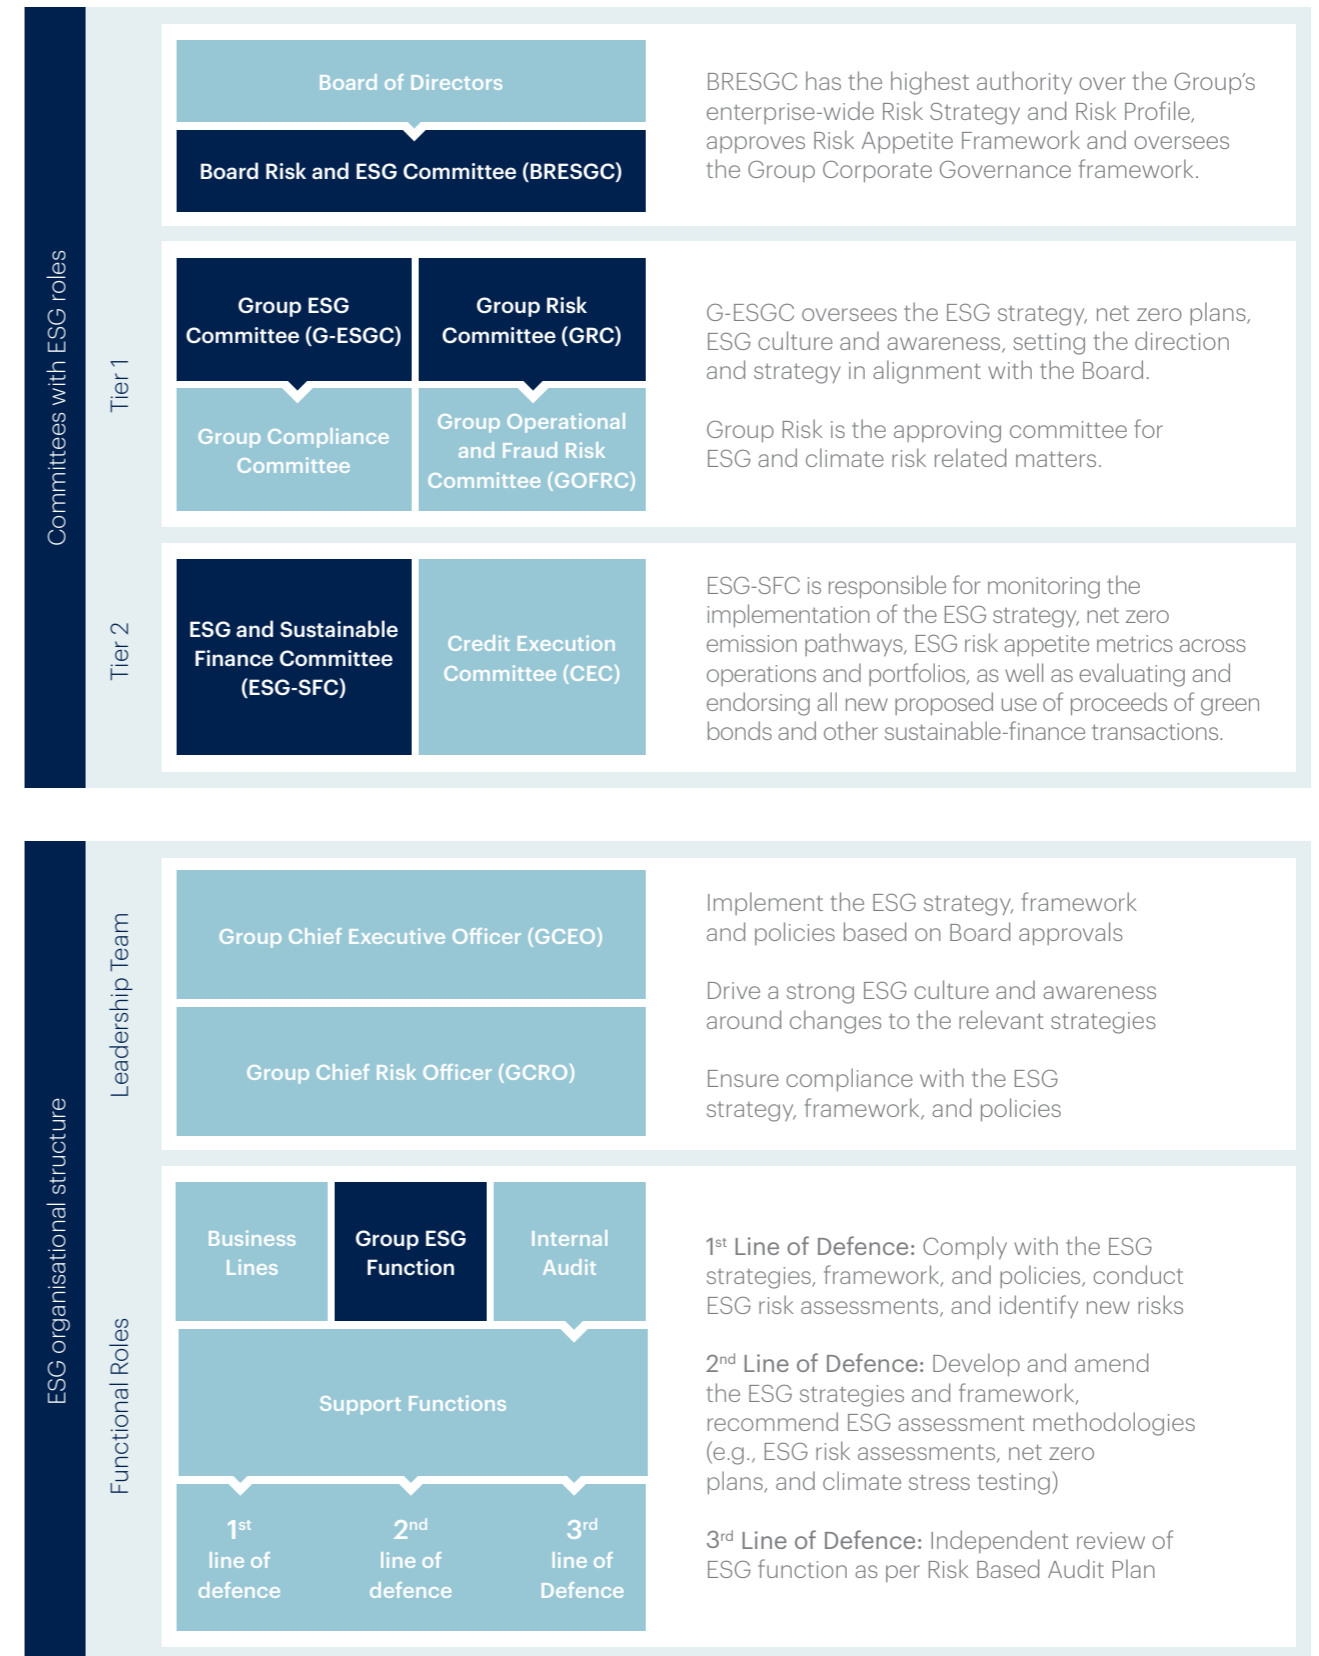 Committees with ESG roles
Board of Directors
Board Risk and ESG Committee (BRESGC)
BRESGC has the highest authority over the Group's
enterprise-wide Risk Strategy and Risk Profile,
approves Risk Appetite Framework and oversees
the Group Corporate Governance framework.
Tier 1
Group ESG
Committee (G-ESGC)
Group Risk
Committee (GRC)
Group Compliance
Committee
Group Operational
and Fraud Risk
Committee (GOFRC)
G-ESGC oversees the ESG strategy, net zero plans,
ESG culture and awareness, setting the direction
and strategy in alignment with the Board.
Group Risk is the approving committee for
ESG and climate risk related matters.
Tier 2
ESG and Sustainable
Finance Committee
(ESG-SFC)
Credit Execution
Committee (CEC)
ESG-SFC is responsible for monitoring the
implementation of the ESG strategy, net zero
emission pathways, ESG risk appetite metrics across
operations and portfolios, as well as evaluating and
endorsing all new proposed use of proceeds of green
bonds and other sustainable-finance transactions.
ESG organisational structure
Leadership Team
Group Chief Executive Officer (GCEO)
Group Chief Risk Officer (GCRO)
Implement the ESG strategy, framework
and policies based on Board approvals
Drive a strong ESG culture and awareness
around changes to the relevant strategies
Ensure compliance with the ESG
strategy, framework, and policies
Functional Roles
Business
Lines
Group ESG
Function
Internal
Audit
Support Functions
1st
line of
defence
2nd
line of
defence
3rd
line of
Defence
1st Line of Defence: Comply with the ESG
strategies, framework, and policies, conduct
ESG risk assessments, and identify new risks
2nd Line of Defence: Develop and amend
the ESG strategies and framework,
recommend ESG assessment methodologies
(e.g., ESG risk assessments, net zero
plans, and climate stress testing)
3rd Line of Defence: Independent review of
ESG function as per Risk Based Audit Plan